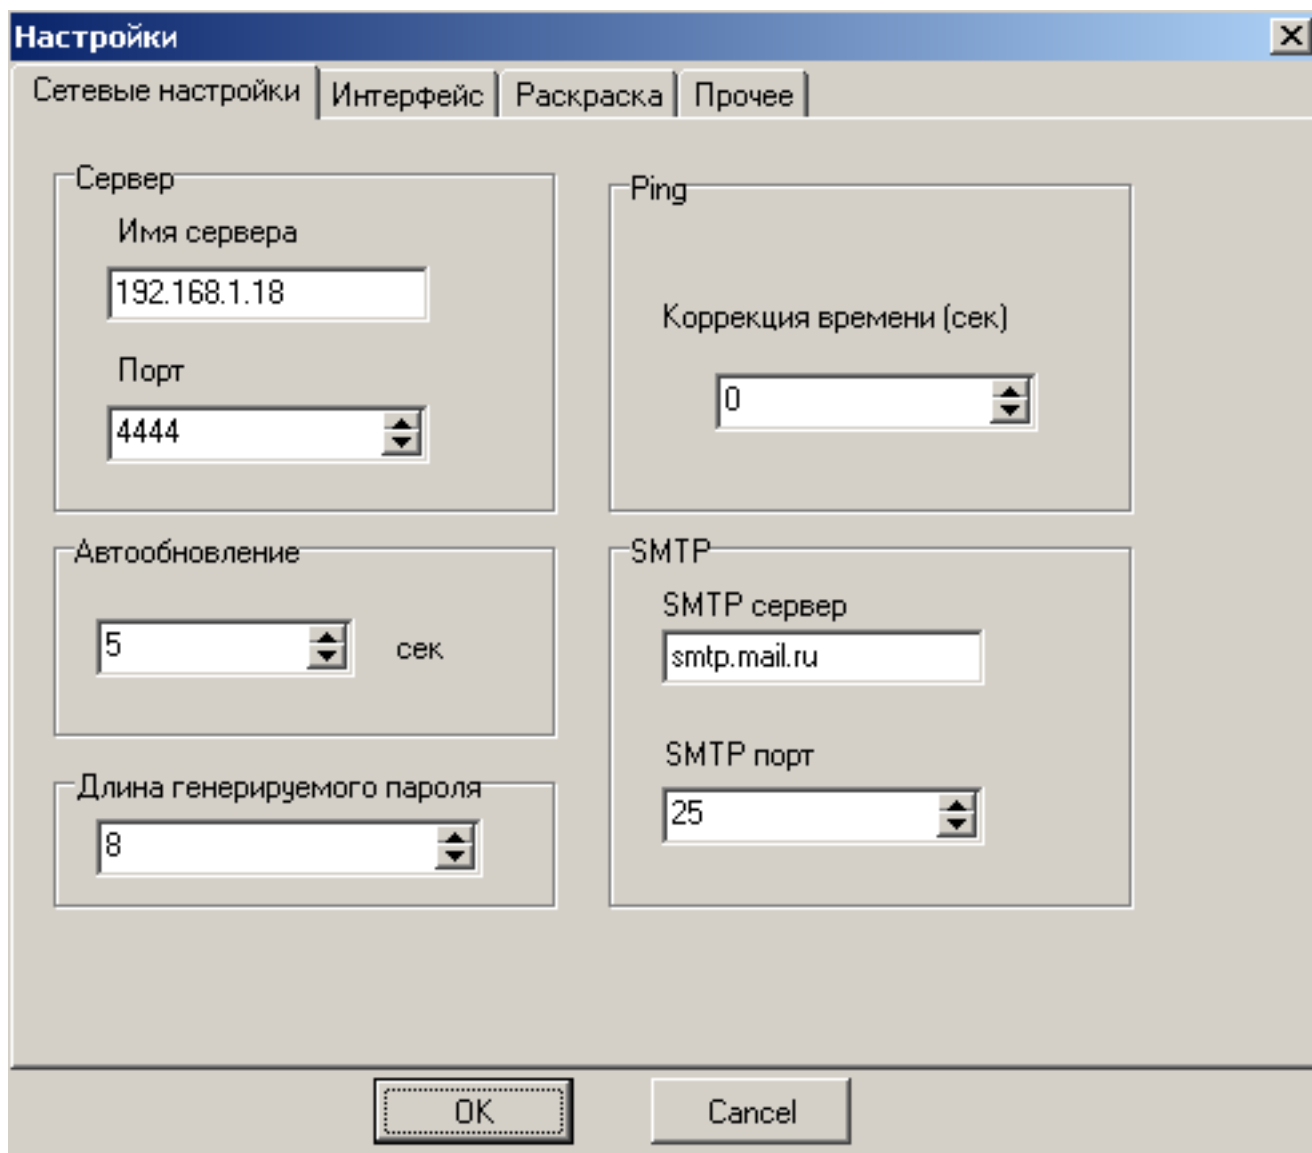 Настройки
Сетевые настройки Интерфейс Раскраска Прочее
Сервер
Имя сервера
192.168.1.18
Порт
4444
Ping
Коррекция времени (сек)
0
Автообновление
5 сек
SMTP
SMTP сервер
smtp.mail.ru
SMTP порт
25
Длина генерируемого пароля
8
OK Cancel